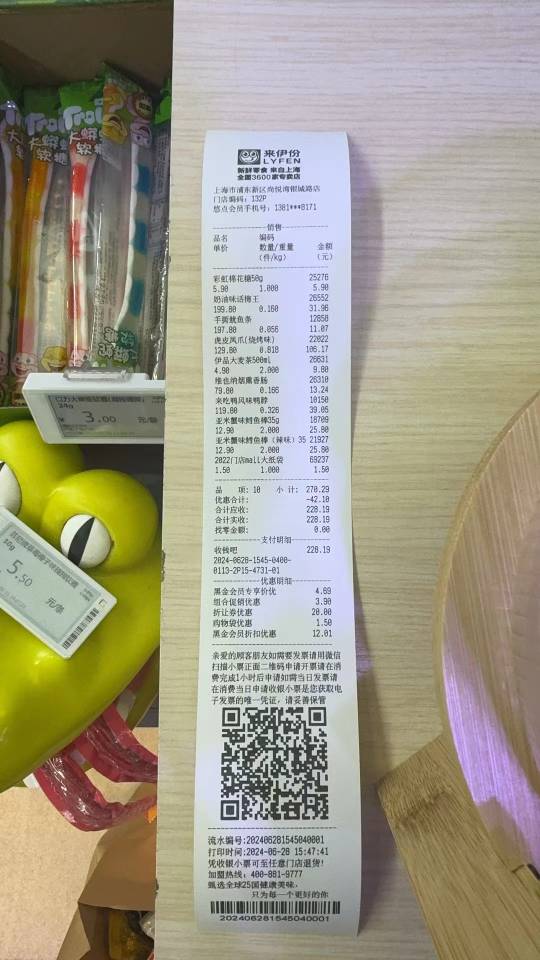 来伊份
LYFEN
新鲜零食 来自上海
全国3600家专卖店
上海市浦东新区尚悦湾银城路店
门店编码: 132P
悠点会员手机号: 1381***8171
销售
品名 编码
单价 数量/重量 金额
(件/kg) (元)
彩虹棉花糖50g 25276
5.90 1.000 5.90
奶油味话梅王 26552
199.80 0.160 31.96
手撕鱿鱼条 12858
197.80 0.056 11.07
虎皮凤爪(烧烤味) 22022
129.80 0.818 106.17
伊品大麦茶500ml 26631
4.90 2.000 9.80
维也纳烟熏香肠 26310
79.80 0.166 13.24
来吃鸭风味鸭脖 10150
119.80 0.326 39.05
亚米蟹味鳕鱼棒35g 18709
12.90 2.000 25.80
亚米蟹味鳕鱼棒(辣味)35 21927
12.90 2.000 25.80
2022门店mall大纸袋 69237
1.50 1.000 1.50
品 项: 10 小 计: 270.29
优惠合计: -42.10
合计应收: 228.19
合计实收: 228.19
找零金额: 0.00
支付明细
收钱吧 228.19
2024-0628-1545-0400-
0113-2P15-4731-01
优惠明细
黑金会员专享价优 4.69
组合促销优惠 3.90
折让券优惠 20.00
购物袋优惠 1.50
黑金会员折扣优惠 12.01
亲爱的顾客朋友如需要发票请用微信
扫描小票正面二维码申请开票请在消
费完成1小时后申请如需当日发票请
在消费当日申请收银小票是您获取电
子发票的唯一凭证, 请妥善保管
流水编号:202406281545040001
打印时间:2024-06-28 15:47:41
凭收银小票可至任意门店退货!
加盟热线: 400-881-9777
甄选全球25国健康美味,
只为每一个更好的你
202406281545040001
Trolli
大蟒蛇
软糖
24g
¥ 3.00 元/袋
10g
5.50 元/袋